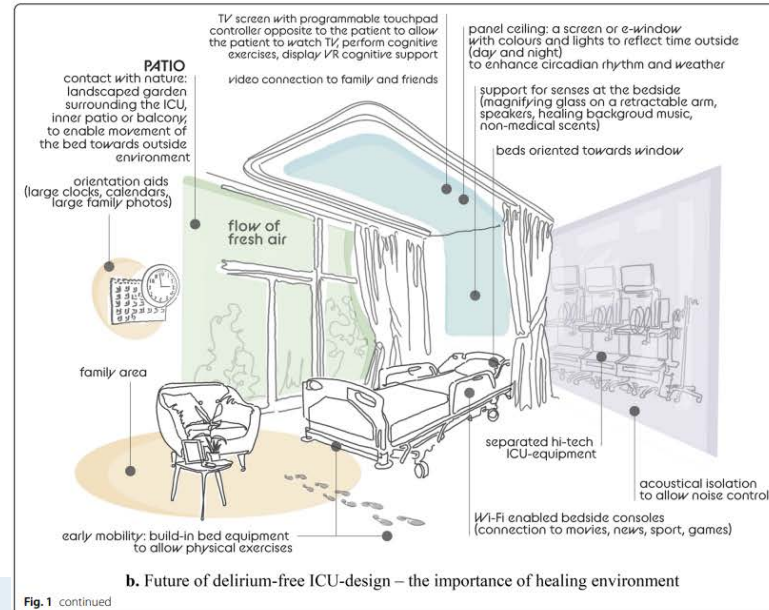 TV screen with programmable touchpad
controller opposite to the patient to allow
the patient to watch TV, perform cognitive
exercises, display VR cognitive support
video connection to family and friends
panel ceiling: a screen or e-window
with colours and lights to reflect time outside
(day and night)
to enhance circadian rhythm and weather
PATIO
contact with nature:
landscaped garden
surrounding the ICU,
inner patio or balcony,
to enable movement of
the bed towards outside
environment
support for senses at the bedside
(magnifying glass on a retractable arm,
speakers, healing backgroud music,
non-medical scents)
beds oriented towards window
orientation aids
(large clocks, calendars,
large family photos)
flow of
fresh air
family area
separated hi-tech
ICU-equipment
acoustical isolation
to allow noise control
Wi-Fi enabled bedside consoles
(connection to movies, news, sport, games)
early mobility: build-in bed equipment
to allow physical exercises
b. Future of delirium-free ICU-design – the importance of healing environment
Fig. 1 continued